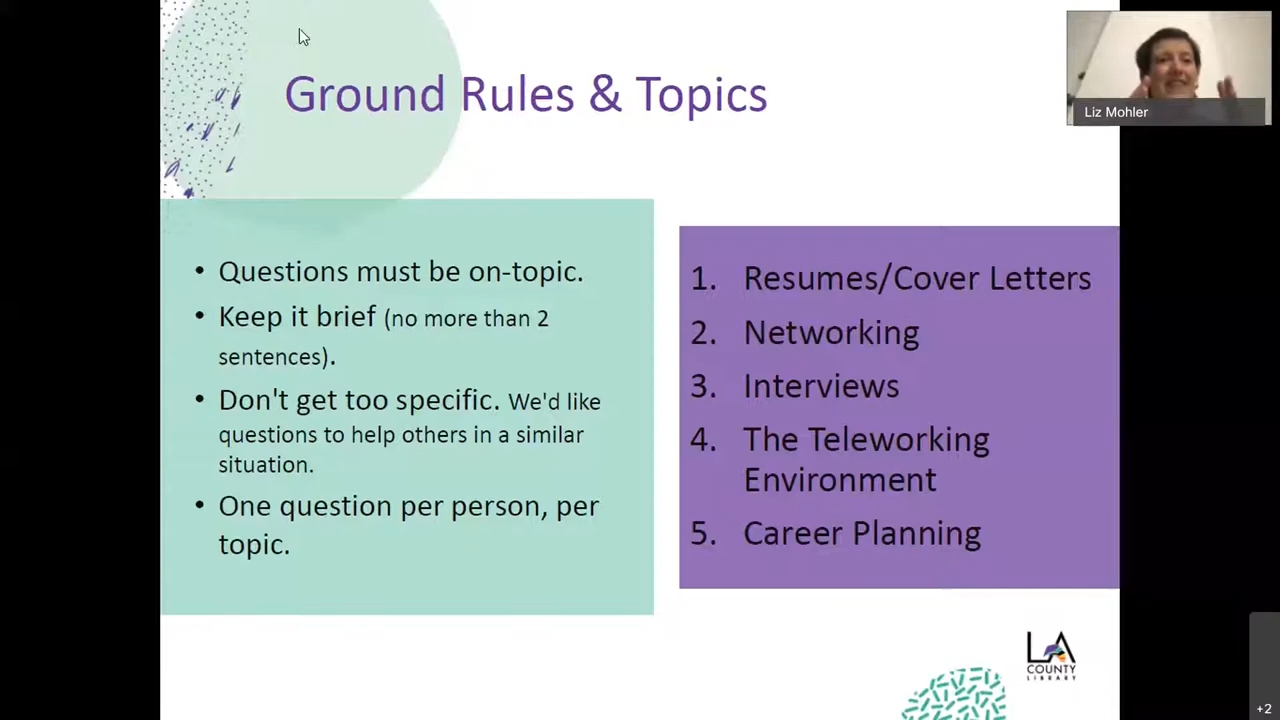 Ground Rules & Topics
Liz Mohler
• Questions must be on-topic.
• Keep it brief (no more than 2
sentences).
• Don't get too specific. We'd like
questions to help others in a similar
situation.
• One question per person, per
topic.
1. Resumes/Cover Letters
2. Networking
3. Interviews
4. The Teleworking
Environment
5. Career Planning
LA
COUNTY
LIBRARY
+2